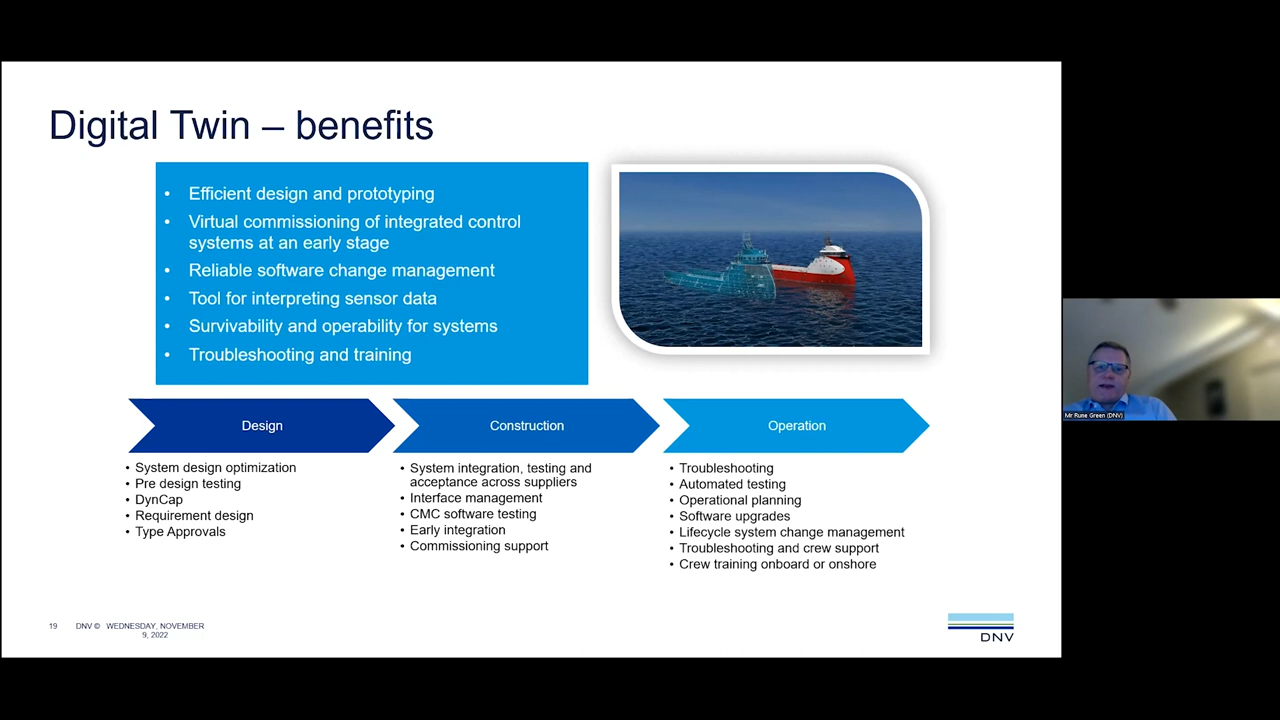 Digital Twin – benefits
• Efficient design and prototyping
• Virtual commissioning of integrated control
systems at an early stage
• Reliable software change management
• Tool for interpreting sensor data
• Survivability and operability for systems
• Troubleshooting and training
Design
• System design optimization
• Pre design testing
• DynCap
• Requirement design
• Type Approvals
Construction
• System integration, testing and
acceptance across suppliers
• Interface management
• CMC software testing
• Early integration
• Commissioning support
Operation
• Troubleshooting
• Automated testing
• Operational planning
• Software upgrades
• Lifecycle system change management
• Troubleshooting and crew support
• Crew training onboard or onshore
19
DNV © WEDNESDAY, NOVEMBER
9, 2022
DNV
Mr Rune Green (DNV)